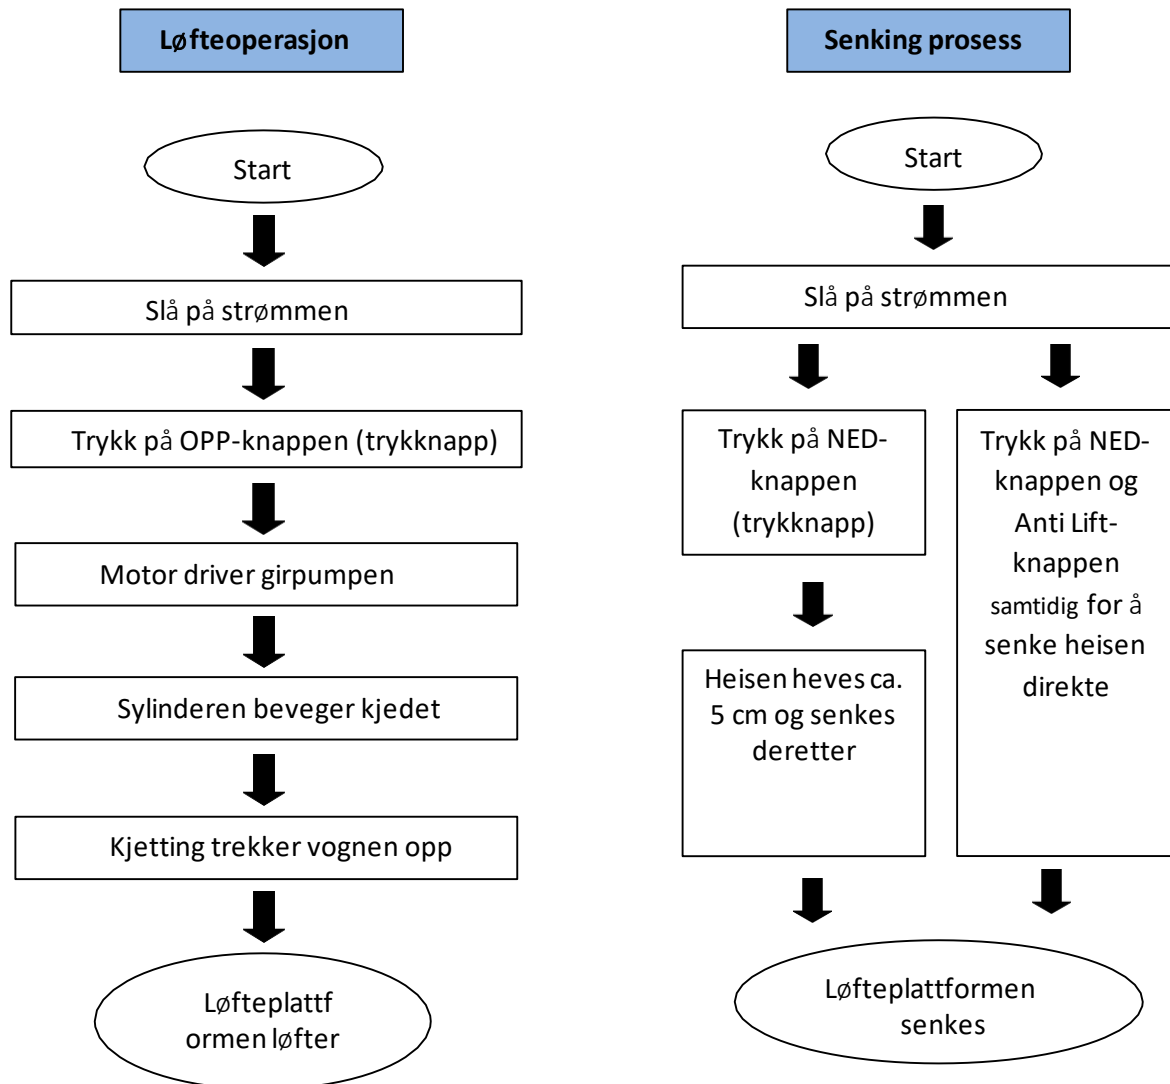 Løfteoperasjon
Start
Slå på strømmen
Trykk på OPP-knappen (trykknapp)
Motor driver girpumpen
Sylinderen beveger kjedet
Kjetting trekker vognen opp
Løfteplattf
ormen løfter
Senking prosess
Start
Slå på strømmen
Trykk på NED-
knappen
(trykknapp)
Heisen heves ca.
5 cm og senkes
deretter
Trykk på NED-
knappen og
Anti Lift-
knappen
samtidig for å
senke heisen
direkte
Løfteplattformen
senkes